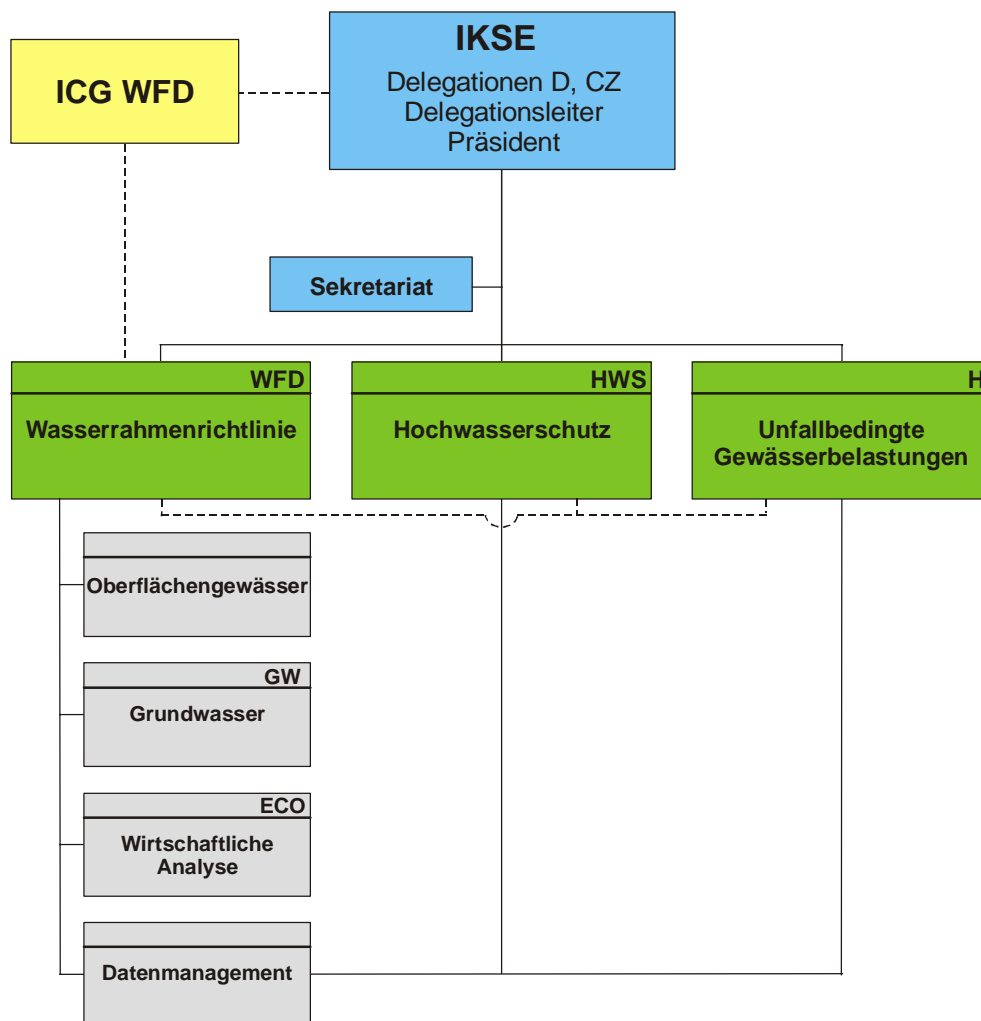 IKSE
Delegationen D, CZ
Delegationsleiter
Präsident
ICG WFD
Sekretariat
WFD
Wasserrahmenrichtlinie
HWS
Hochwasserschutz
H
Unfallbedingte
Gewässerbelastungen
Oberflächengewässer
GW
Grundwasser
ECO
Wirtschaftliche
Analyse
Datenmanagement